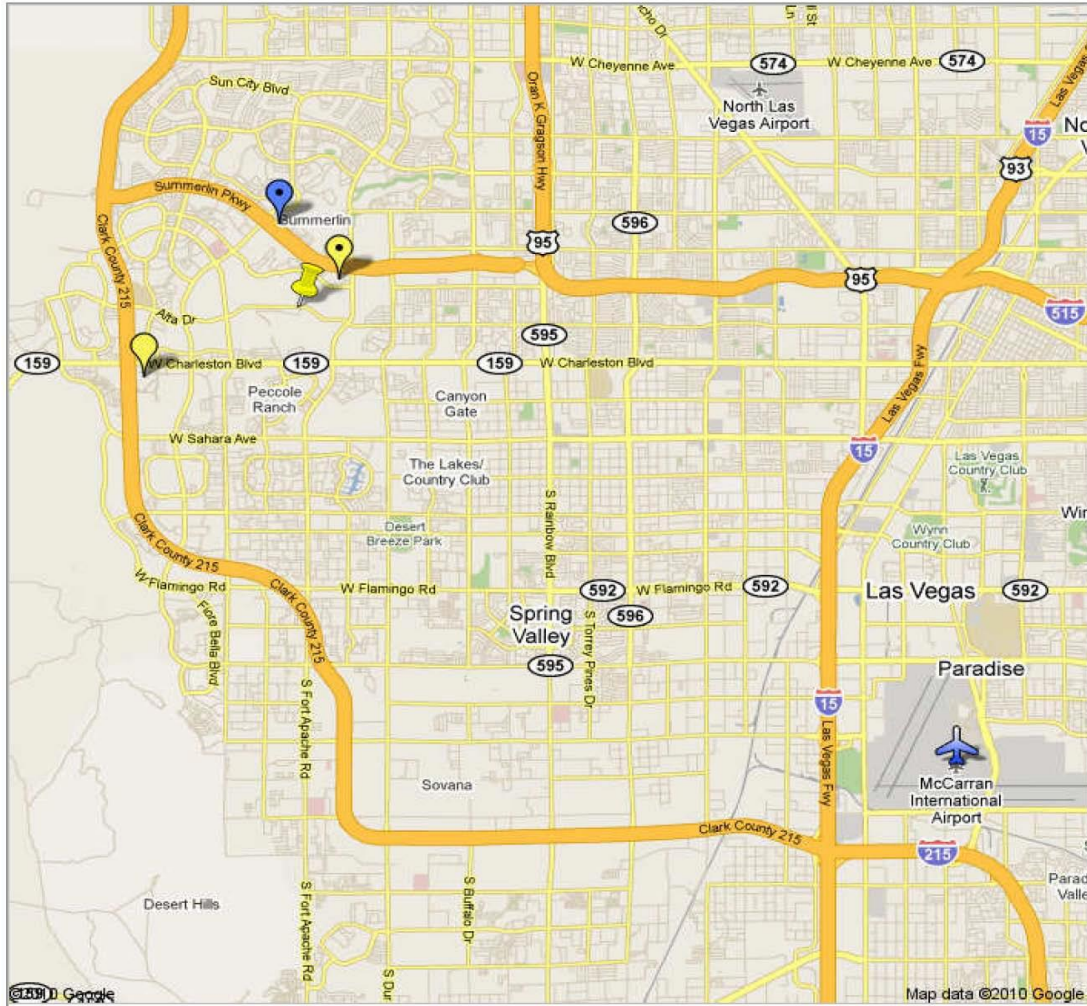 574
574
W Cheyenne Ave
W Cheyenne Ave
Sun City Blvd
Oran K Gragson Hwy
North Las
Vegas Airport
Las Vegas
15
93
Summerlin Pkwy
Summerlin
596
95
95
Clark County 215
Alta Dr
515
595
159
W Charleston Blvd
159
159
W Charleston Blvd
Las Vegas Fwy
Peccole
Ranch
Canyon
Gate
W Sahara Ave
15
The Lakes/
Country Club
Las Vegas
Country Club
S Rainbow Blvd
Desert
Breeze Park
Wynn
Country Club
Clark County 215
W Flamingo Rd
Clark County 215
W Flamingo Rd
592
W Flamingo Rd
592
Las Vegas
592
Fiore Bella Blvd
Spring
Valley
596
S Torrey Pines Dr
595
Paradise
S Fort Apache Rd
15
Las Vegas Fwy
Sovana
McCarran
International
Airport
Clark County 215
215
Desert Hills
S Fort Apache Rd
S Buffalo Dr
S Dur
Map data ©2010 Google